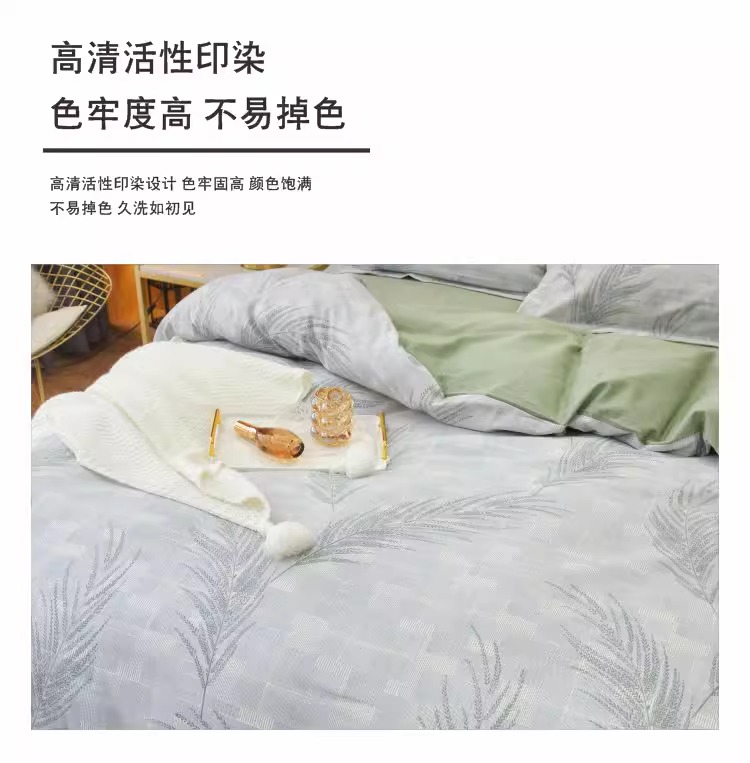 高清活性印染
色牢度高 不易掉色
高清活性印染设计 色牢固高 颜色饱满
不易掉色 久洗如初见